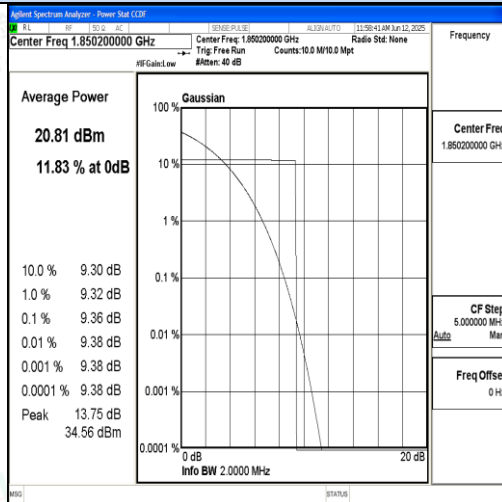 Agilent Spectrum Analyzer - Power Stat CCDF
RL RF 50 Ω AC SENSE:PULSE ALIGNAUTO 11:58:41 AM Jun 12, 2025
Center Freq 1.850200000 GHz
Center Freq: 1.850200000 GHz Radio Std: None
Trig: Free Run Counts:10.0 M/10.0 Mpt
#IFGain:Low #Atten: 40 dB
Frequency
Average Power
20.81 dBm
11.83 % at 0dB
10.0 % 9.30 dB
1.0 % 9.32 dB
0.1 % 9.36 dB
0.01 % 9.38 dB
0.001 % 9.38 dB
0.0001 % 9.38 dB
Peak 13.75 dB
34.56 dBm
Gaussian
100 %
10 %
1 %
0.1 %
0.01 %
0.001 %
0.0001 %
0 dB 20 dB
Info BW 2.0000 MHz
Center Fre
1.850200000 GH
CF Step
5.000000 MH
Auto Ma
Freq Offse
0 H
MSG STATUS